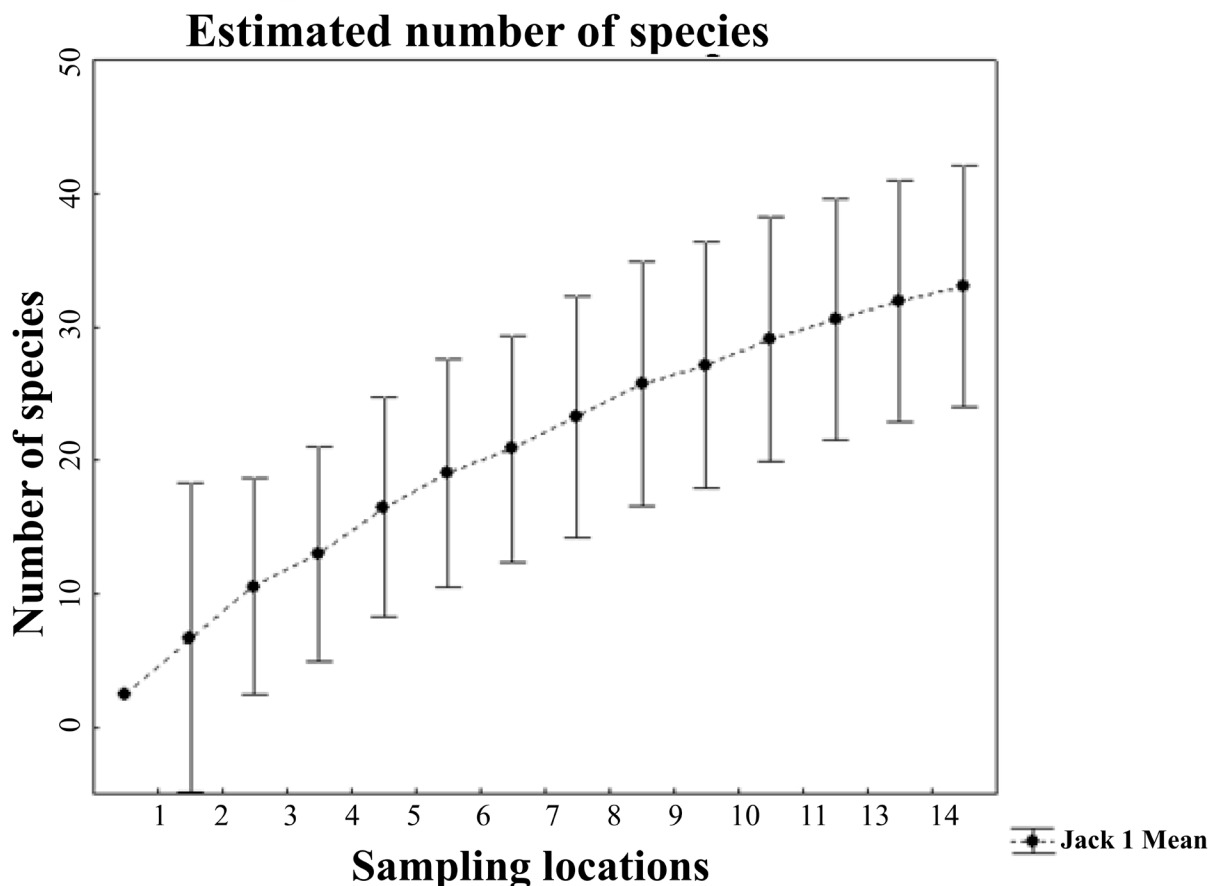 Estimated number of species
50
40
30
20
10
0
Number of species
1 2 3 4 5 6 7 8 9 10 11 13 14
Sampling locations
Jack 1 Mean